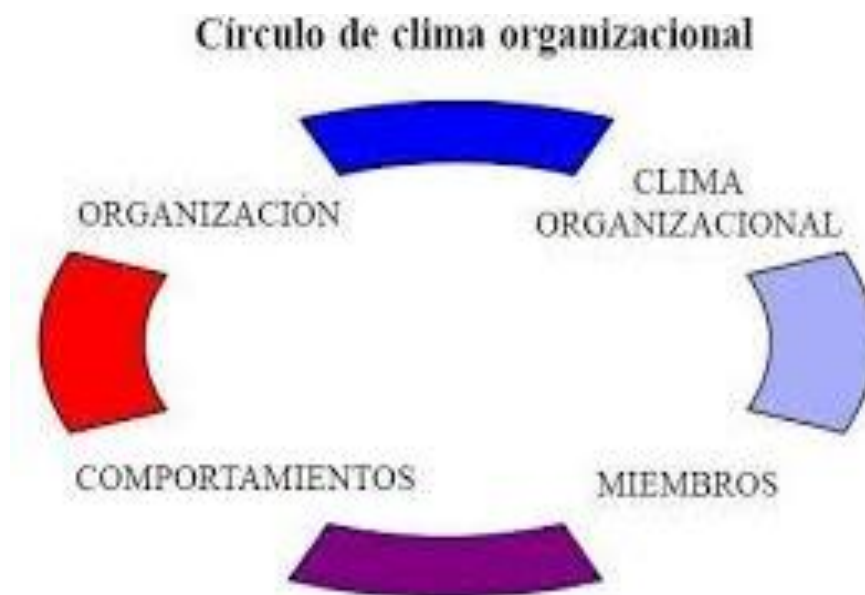 Círculo de clima organizacional
ORGANIZACIÓN
CLIMA
ORGANIZACIONAL
COMPORTAMIENTOS
MIEMBROS